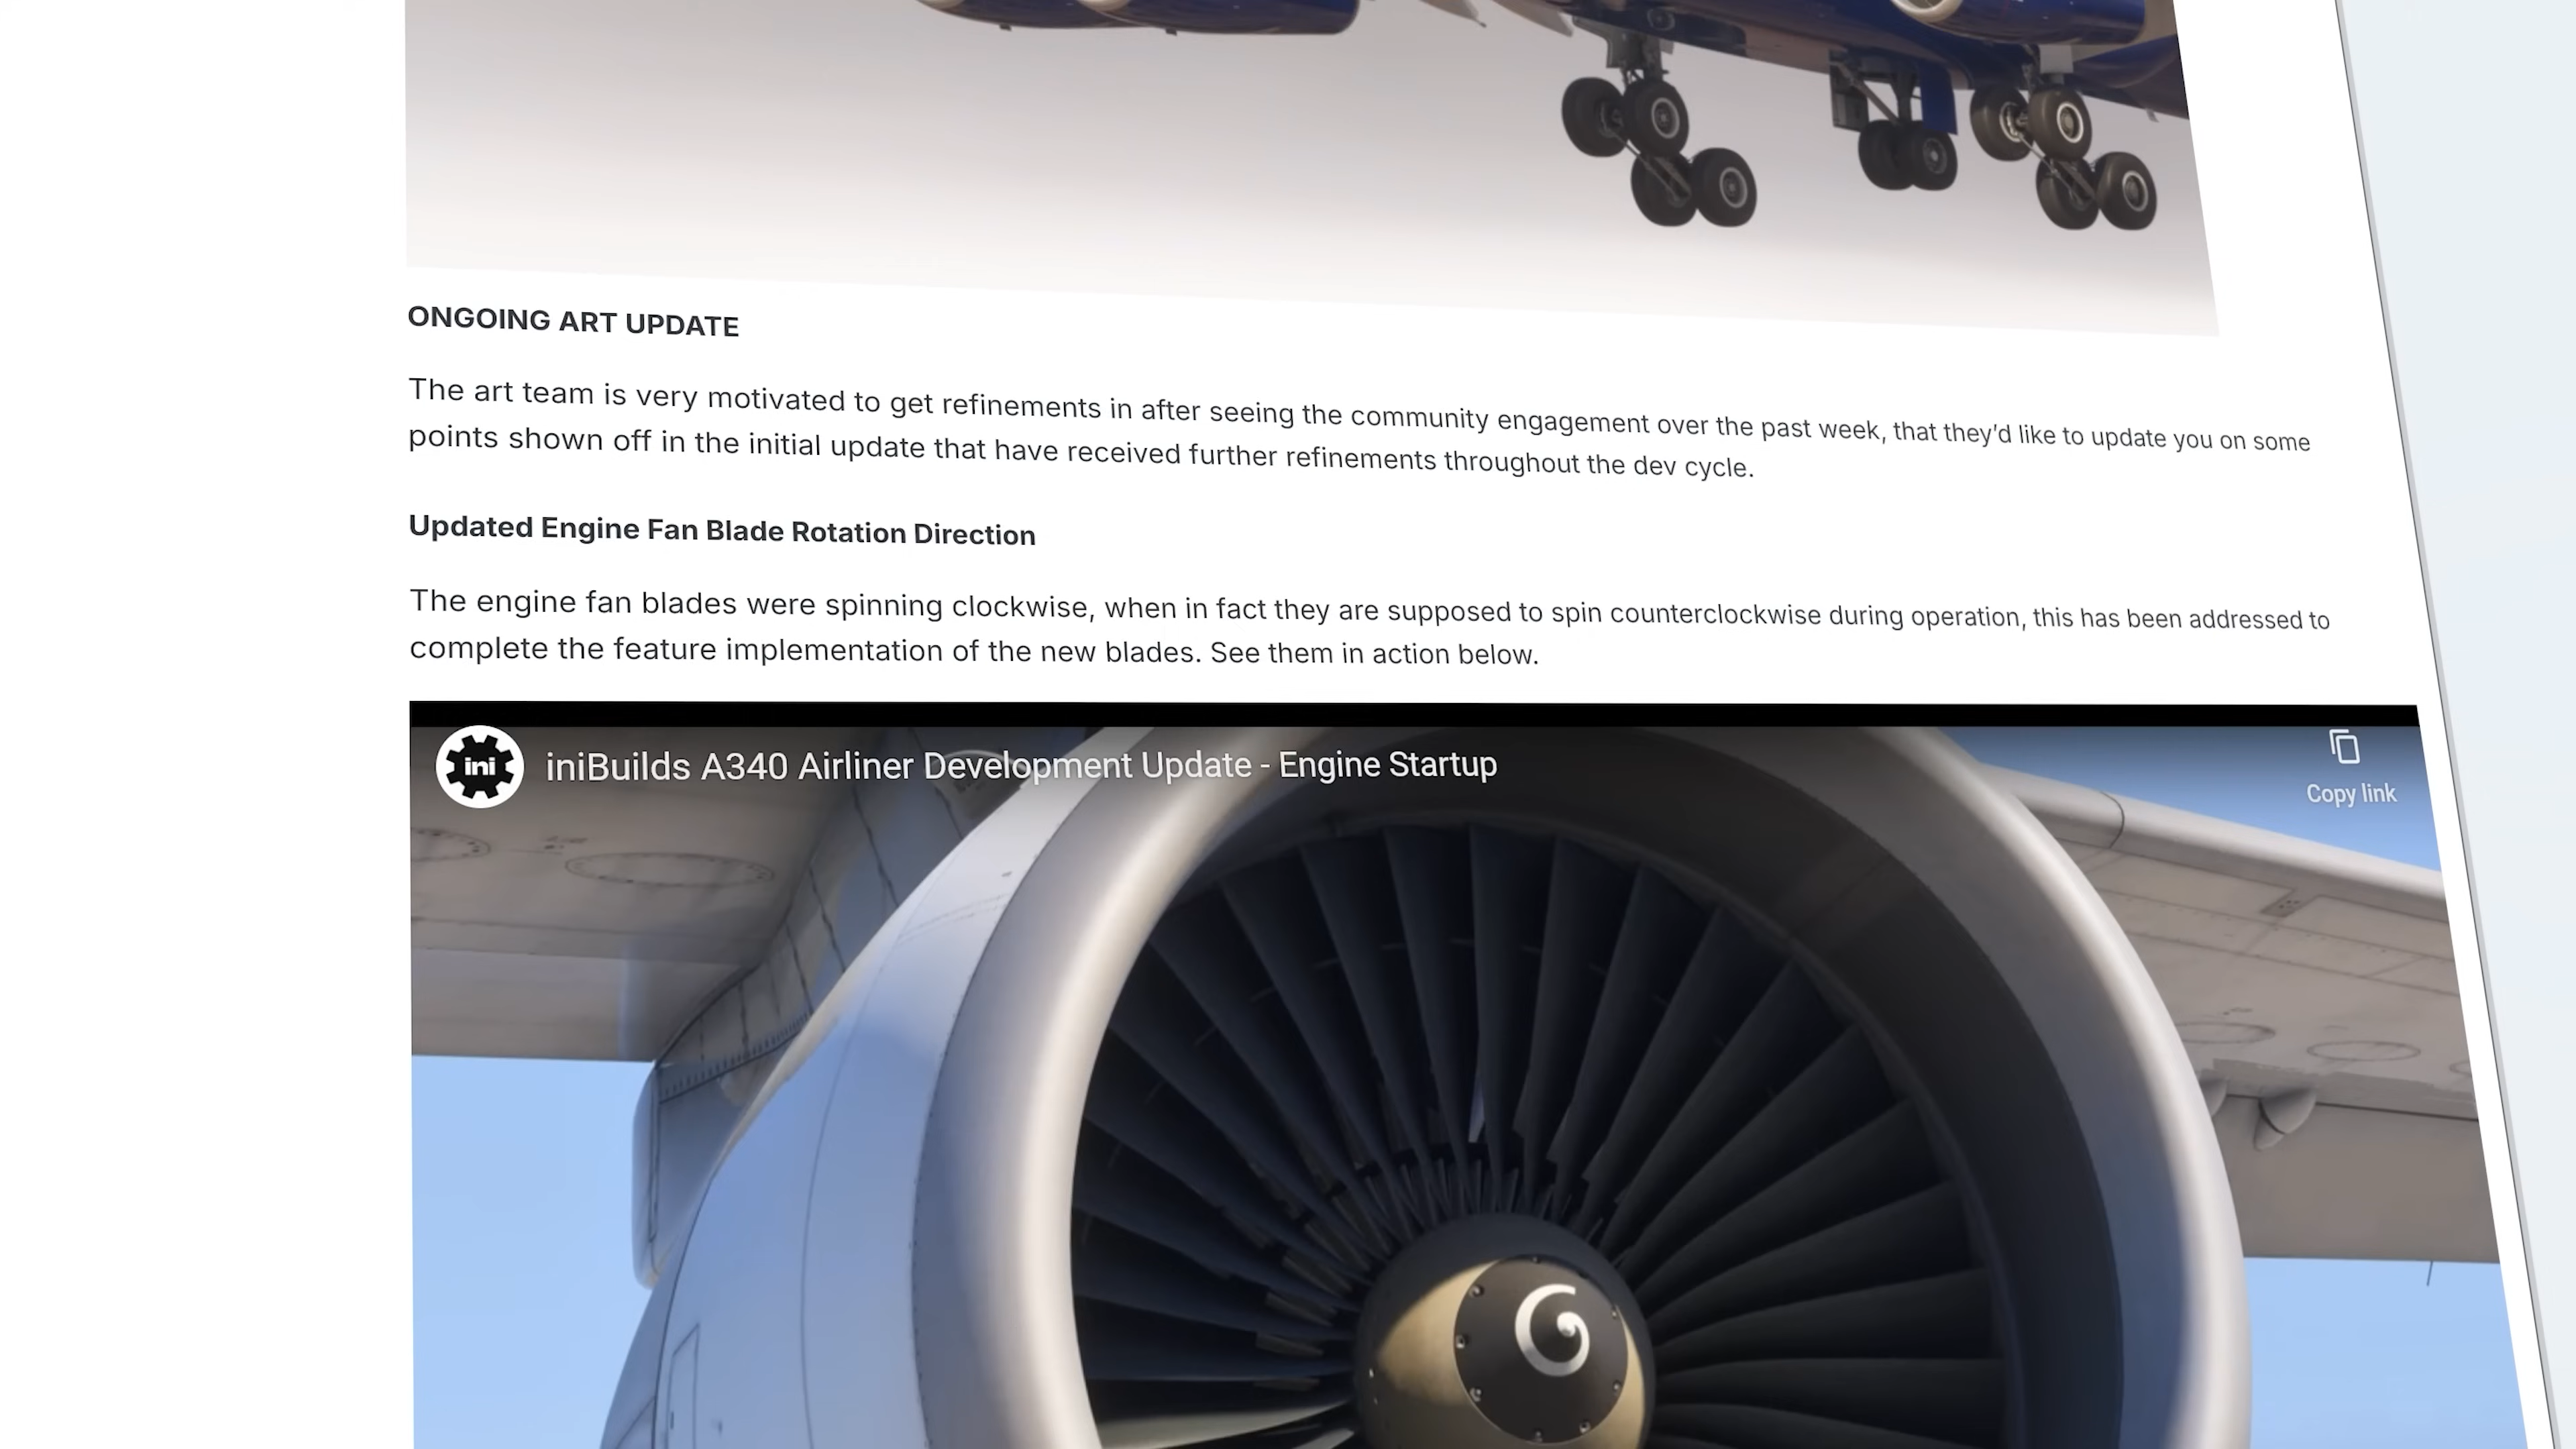 ONGOING ART UPDATE
The art team is very motivated to get refinements in after seeing the community engagement over the past week, that they’d like to update you on some
points shown off in the initial update that have received further refinements throughout the dev cycle.
Updated Engine Fan Blade Rotation Direction
The engine fan blades were spinning clockwise, when in fact they are supposed to spin counterclockwise during operation, this has been addressed to
complete the feature implementation of the new blades. See them in action below.
ini
iniBuilds A340 Airliner Development Update - Engine Startup
Copy link